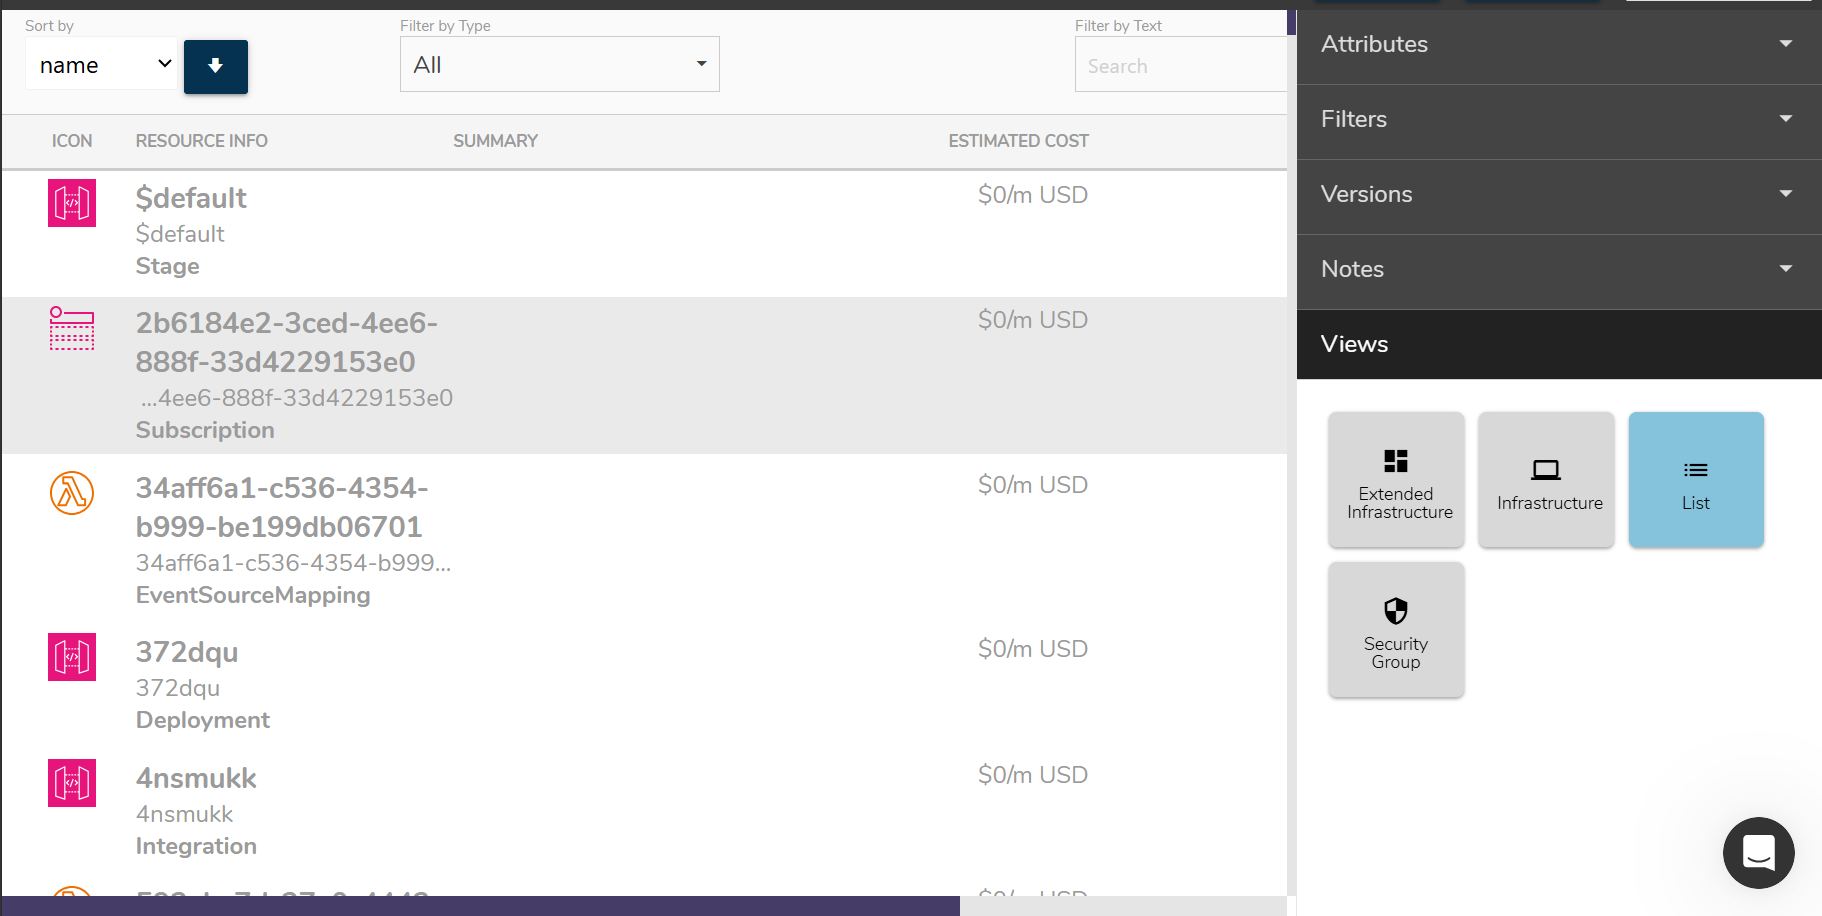 Sort by
name
Filter by Type
All
Filter by Text
Search
ICON RESOURCE INFO SUMMARY ESTIMATED COST
$default
$default
Stage
$0/m USD
2b6184e2-3ced-4ee6-
888f-33d4229153e0
...4ee6-888f-33d4229153e0
Subscription
$0/m USD
34aff6a1-c536-4354-
b999-be199db06701
34aff6a1-c536-4354-b999...
EventSourceMapping
$0/m USD
372dqu
372dqu
Deployment
$0/m USD
4nsmukk
4nsmukk
Integration
$0/m USD
$0/m USD
Attributes
Filters
Versions
Notes
Views
Extended
Infrastructure
Infrastructure
List
Security
Group